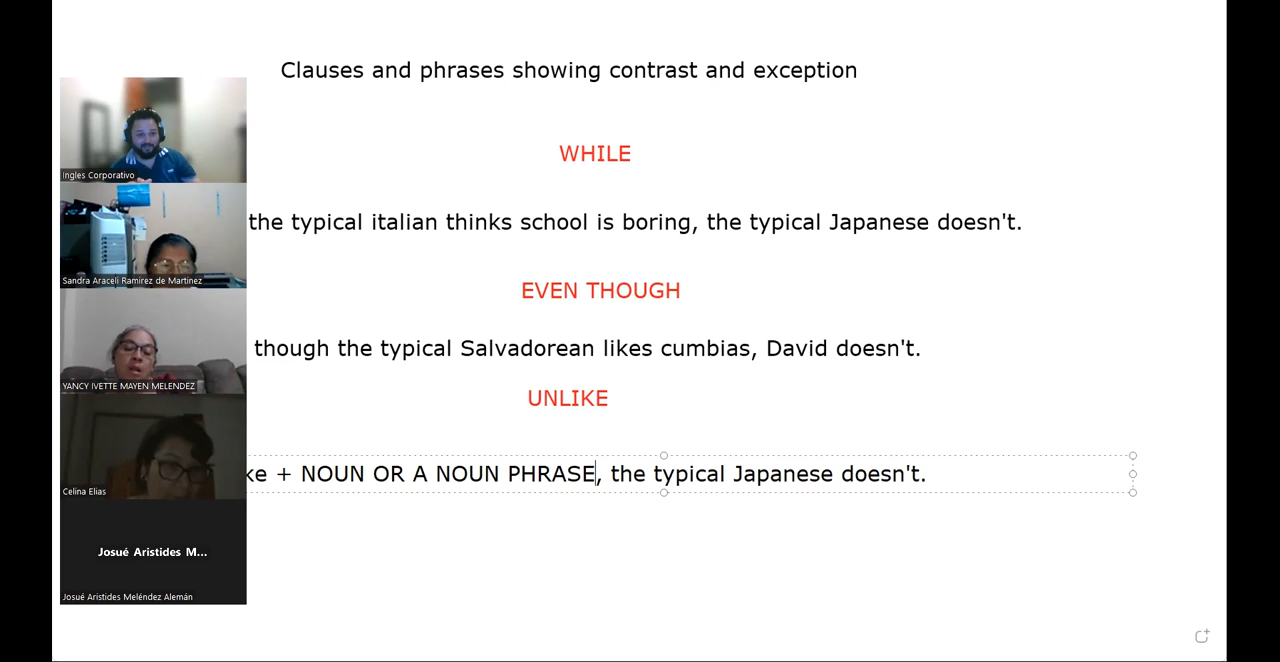 Clauses and phrases showing contrast and exception
WHILE
the typical italian thinks school is boring, the typical Japanese doesn't.
EVEN THOUGH
though the typical Salvadorean likes cumbias, David doesn't.
UNLIKE
ke + NOUN OR A NOUN PHRASE, the typical Japanese doesn't.
Ingles Corporativo
Sandra Araceli Ramirez de Martinez
YANCY IVETTE MAYEN MELENDEZ
Celina Elias
Josué Aristides M...
Josué Aristides Meléndez Alemán